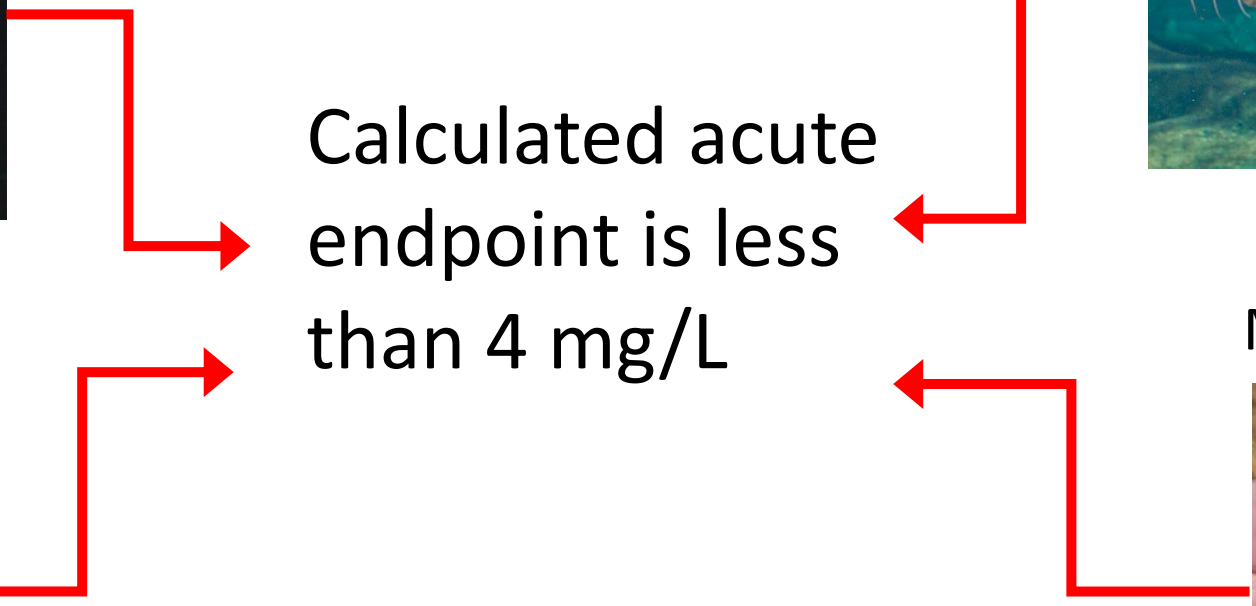 Calculated acute
endpoint is less
than 4 mg/L